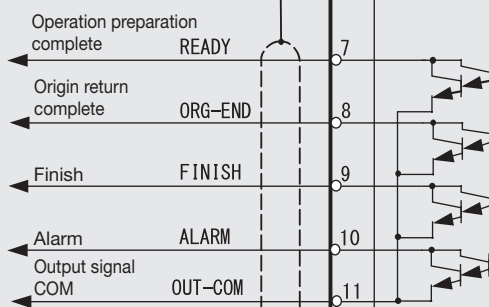 Operation preparation
complete READY 7
Origin return
complete ORG-END 8
Finish FINISH 9
Alarm ALARM 10
Output signal
COM OUT-COM 11